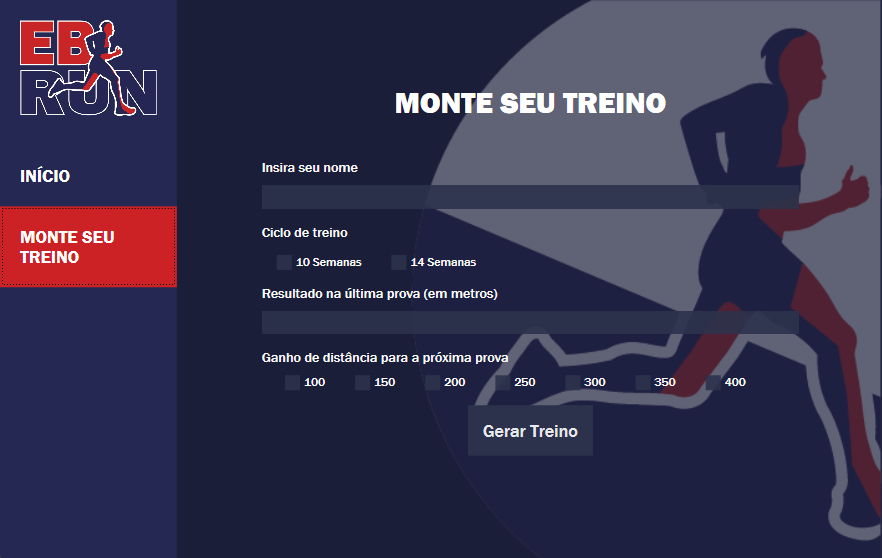 EB
RUN
INÍCIO
MONTE SEU
TREINO
MONTE SEU TREINO
Insira seu nome
Ciclo de treino
10 Semanas 14 Semanas
Resultado na última prova (em metros)
Ganho de distância para a próxima prova
100 150 200 250 300 350 400
Gerar Treino